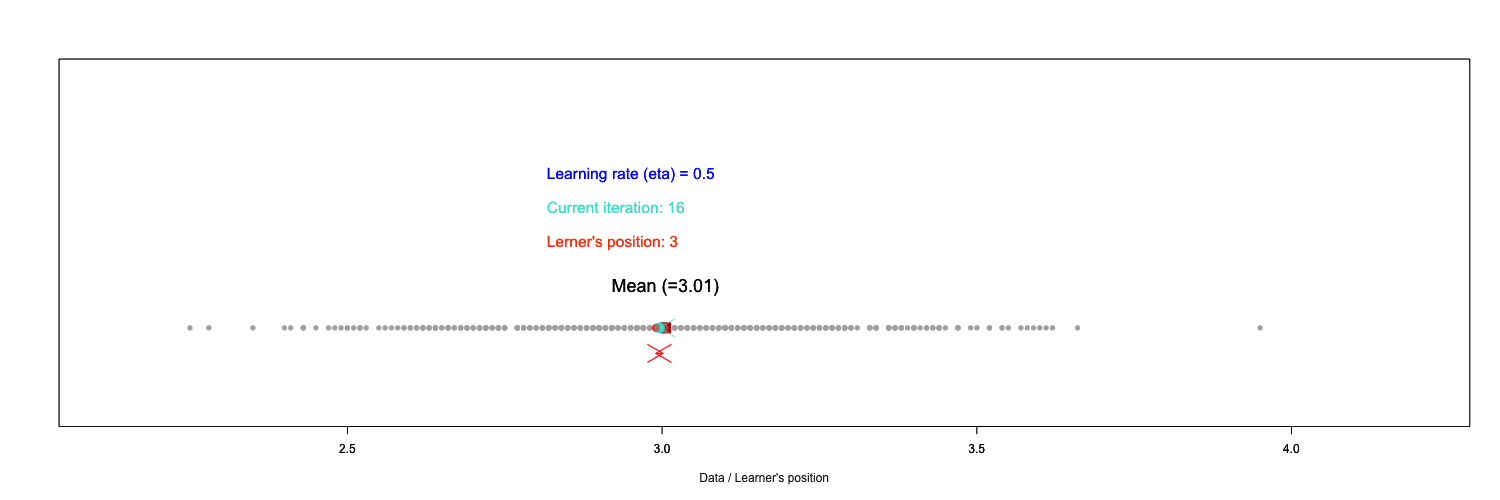 Learning rate (eta) = 0.5
Current iteration: 16
Lerner's position: 3
Mean (=3.01)
2.5 3.0 3.5 4.0
Data / Learner's position